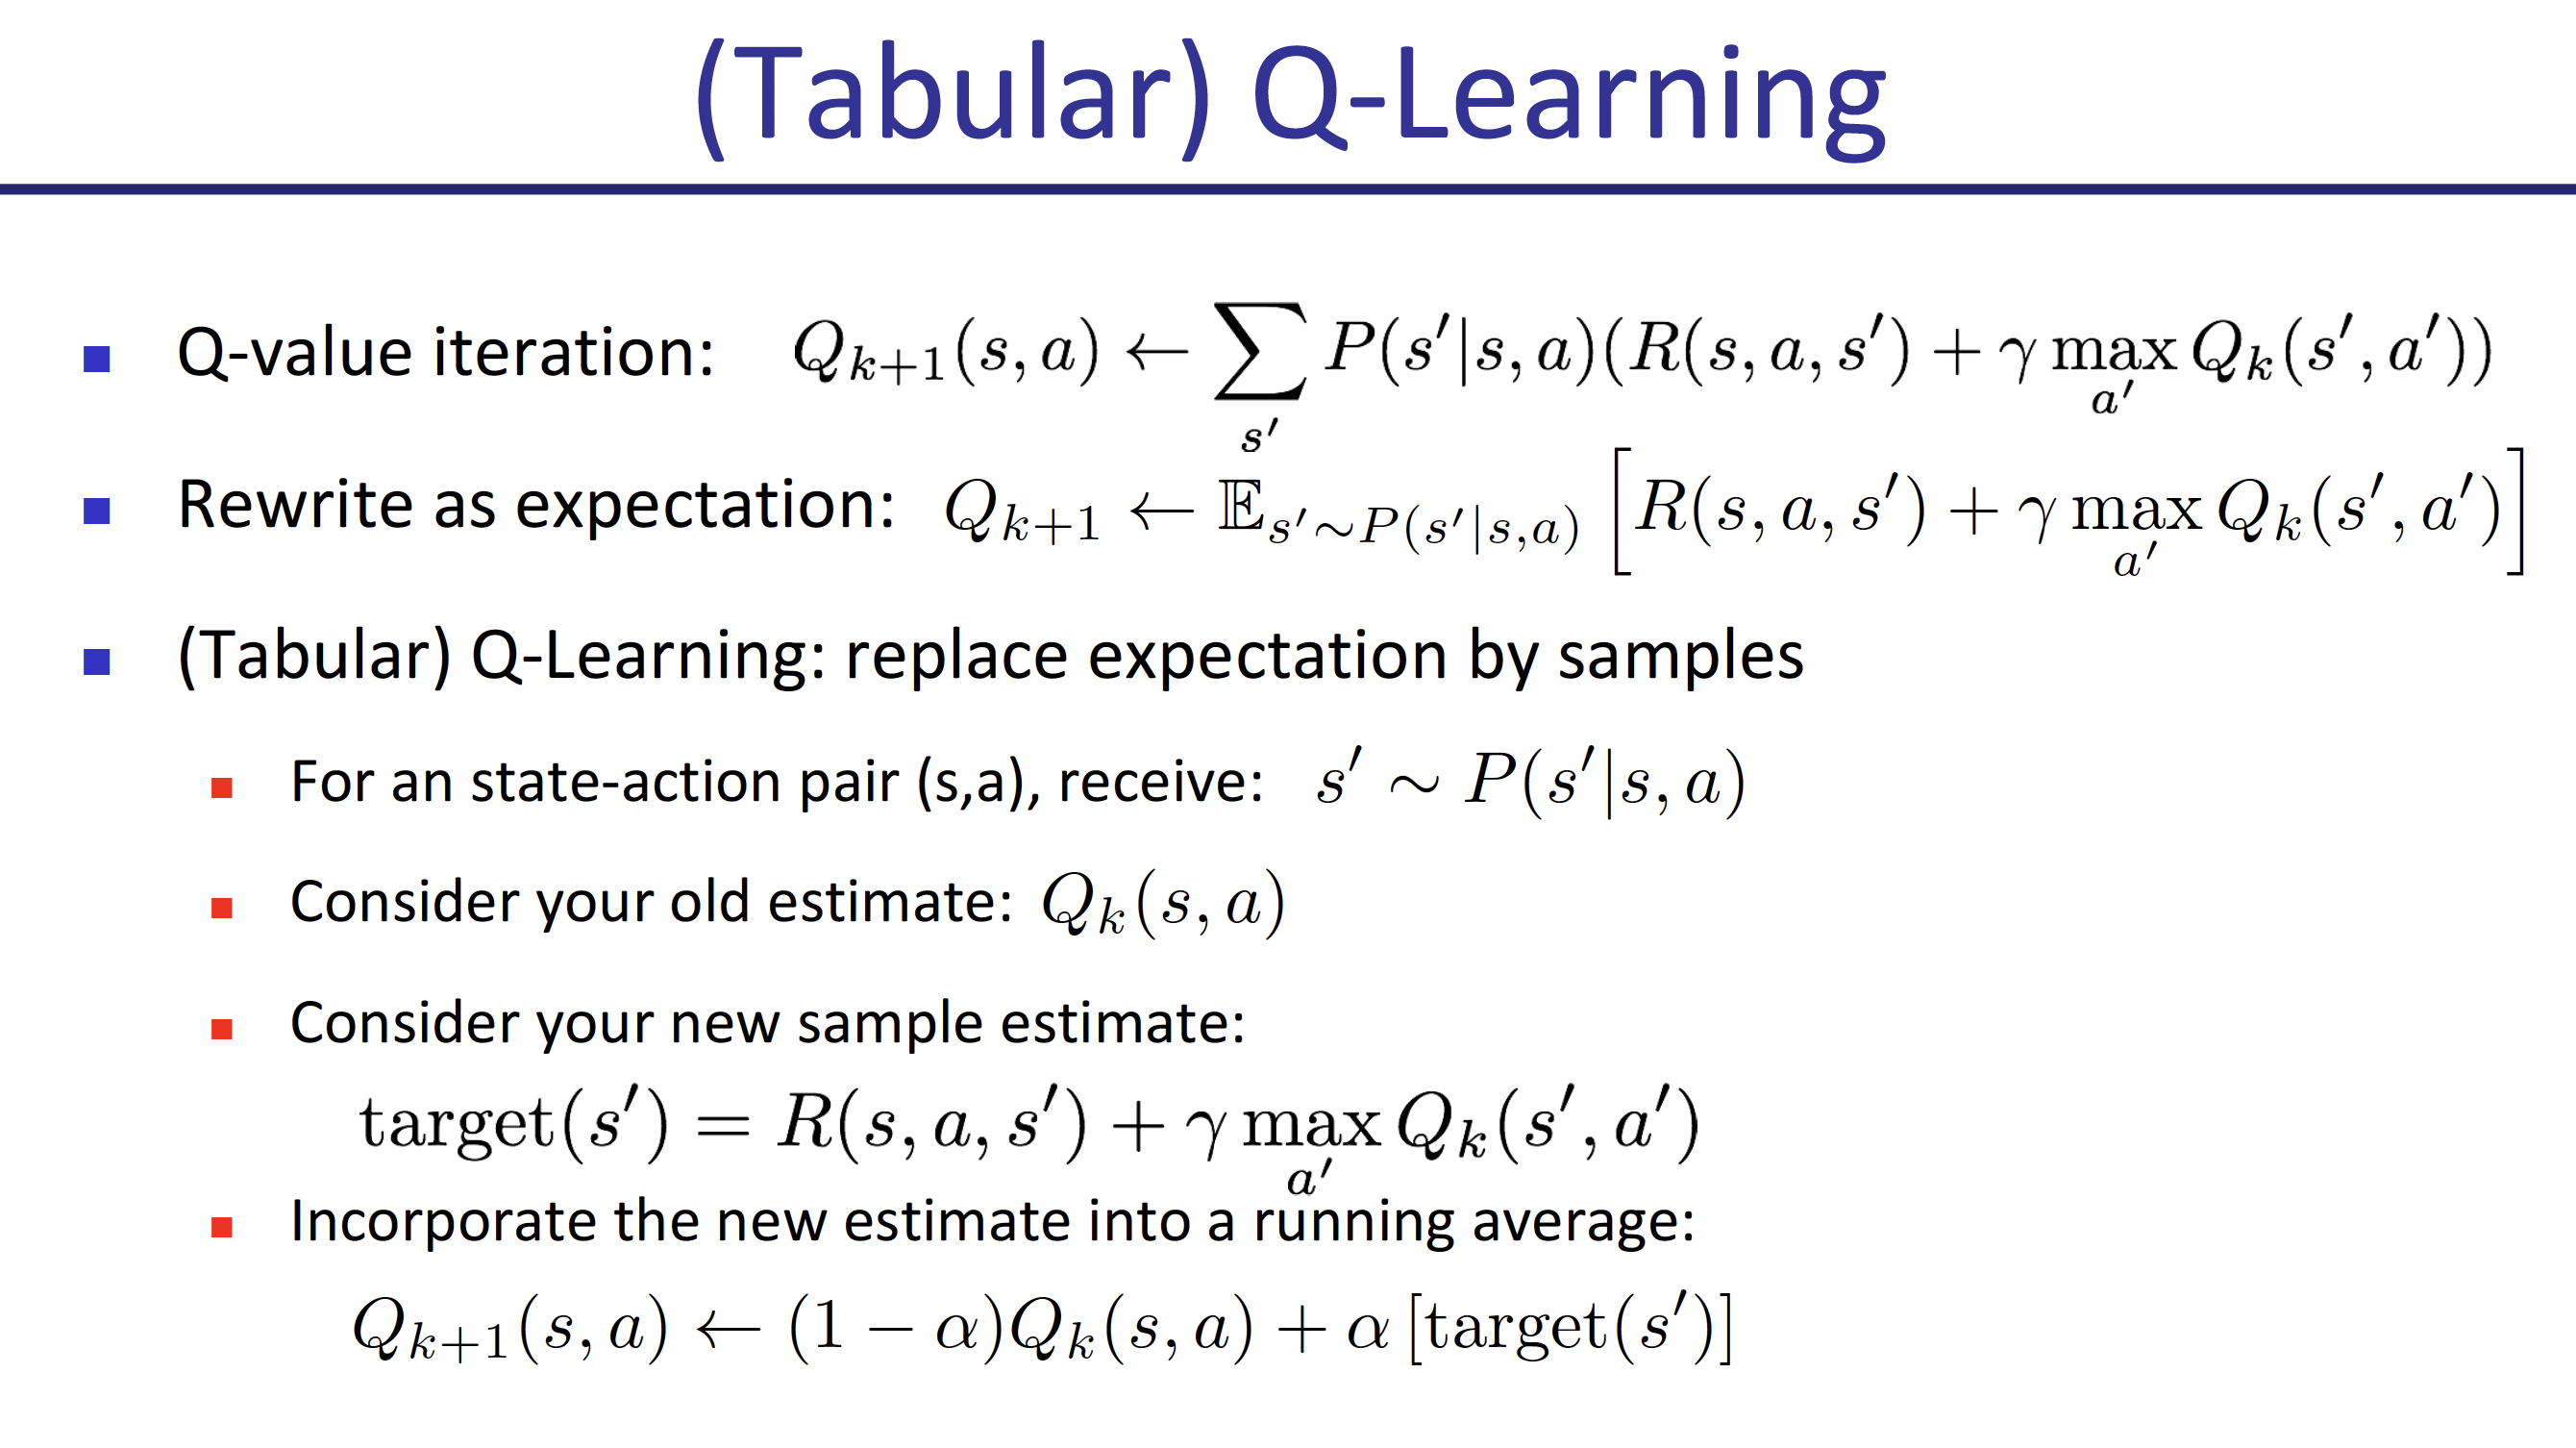 (Tabular) Q-Learning
■ Q-value iteration: $Q_{k+1}(s,a) \leftarrow \sum_{s'} P(s'|s,a)(R(s,a,s') + \gamma \max_{a'} Q_k(s',a'))$
■ Rewrite as expectation: $Q_{k+1} \leftarrow \mathbb{E}_{s' \sim P(s'|s,a)} \left[ R(s,a,s') + \gamma \max_{a'} Q_k(s',a') \right]$
■ (Tabular) Q-Learning: replace expectation by samples
■ For an state-action pair (s,a), receive: $s' \sim P(s'|s,a)$
■ Consider your old estimate: $Q_k(s,a)$
■ Consider your new sample estimate:
$\text{target}(s') = R(s,a,s') + \gamma \max_{a'} Q_k(s',a')$
■ Incorporate the new estimate into a running average:
$Q_{k+1}(s,a) \leftarrow (1-\alpha)Q_k(s,a) + \alpha \left[ \text{target}(s') \right]$